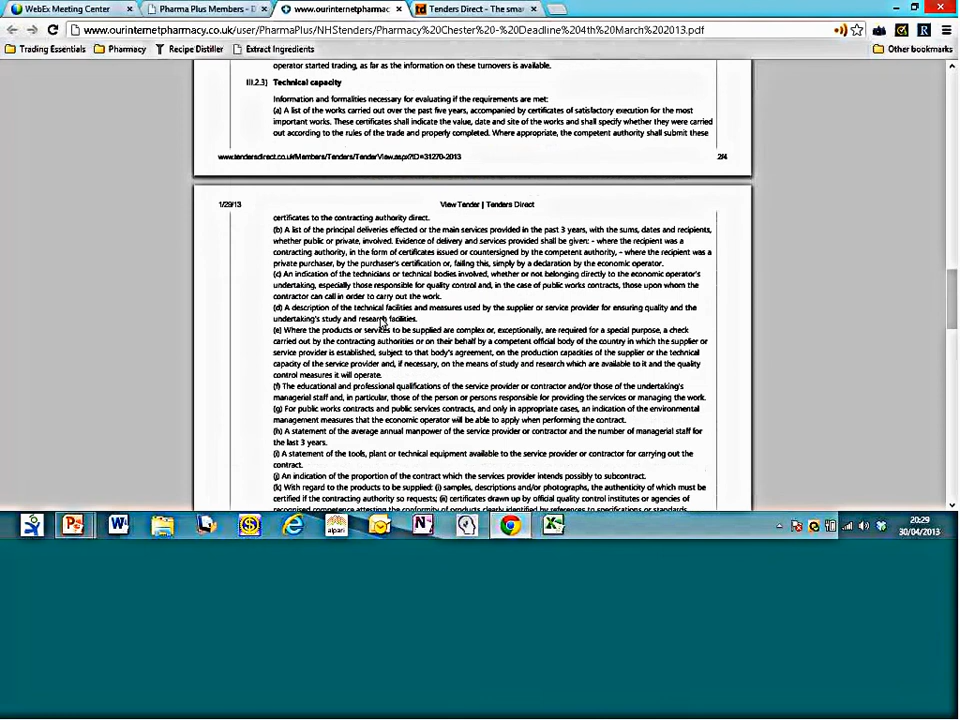 WebEx Meeting Center
Pharma Plus Members - D
www.ourinternetpharmac
Tenders Direct - The sma
www.ourinternetpharmacy.co.uk/user/PharmaPlus/NHStenders/Pharmacy%20Chester%20-%20Deadline%204th%20March%202013.pdf
Trading Essentials
Pharmacy
Recipe Distiller
Extract Ingredients
Other bookmarks
operator started trading, as far as the information on these turnovers is available.
III.2.3) Technical capacity
Information and formalities necessary for evaluating if the requirements are met:
(a) A list of the works carried out over the past five years, accompanied by certificates of satisfactory execution for the most
important works. These certificates shall indicate the value, date and site of the works and shall specify whether they were carried
out according to the rules of the trade and properly completed. Where appropriate, the competent authority shall submit these
www.tendersdirect.co.uk/Members/Tenders/TenderView.aspx?ID=31270-2013
2/4
1/29/13
View Tender | Tenders Direct
certificates to the contracting authority direct.
(b) A list of the principal deliveries effected or the main services provided in the past 3 years, with the sums, dates and recipients,
whether public or private, involved. Evidence of delivery and services provided shall be given: - where the recipient was a
contracting authority, in the form of certificates issued or countersigned by the competent authority, - where the recipient was a
private purchaser, by the purchaser's certification or, failing this, simply by a declaration by the economic operator.
(c) An indication of the technicians or technical bodies involved, whether or not belonging directly to the economic operator's
undertaking, especially those responsible for quality control and, in the case of public works contracts, those upon whom the
contractor can call in order to carry out the work.
(d) A description of the technical facilities and measures used by the supplier or service provider for ensuring quality and the
undertaking's study and research facilities.
(e) Where the products or services to be supplied are complex or, exceptionally, are required for a special purpose, a check
carried out by the contracting authorities or on their behalf by a competent official body of the country in which the supplier or
service provider is established, subject to that body's agreement, on the production capacities of the supplier or the technical
capacity of the service provider and, if necessary, on the means of study and research which are available to it and the quality
control measures it will operate.
(f) The educational and professional qualifications of the service provider or contractor and/or those of the undertaking's
managerial staff and, in particular, those of the person or persons responsible for providing the services or managing the work.
(g) For public works contracts and public services contracts, and only in appropriate cases, an indication of the environmental
management measures that the economic operator will be able to apply when performing the contract.
(h) A statement of the average annual manpower of the service provider or contractor and the number of managerial staff for
the last 3 years.
(i) A statement of the tools, plant or technical equipment available to the service provider or contractor for carrying out the
contract.
(j) An indication of the proportion of the contract which the services provider intends possibly to subcontract.
(k) With regard to the products to be supplied: (i) samples, descriptions and/or photographs, the authenticity of which must be
certified if the contracting authority so requests; (ii) certificates drawn up by official quality control institutes or agencies of
recognised competence attesting the conformity of products clearly identified by references to specifications or standards
alpari
20:29
30/04/2013